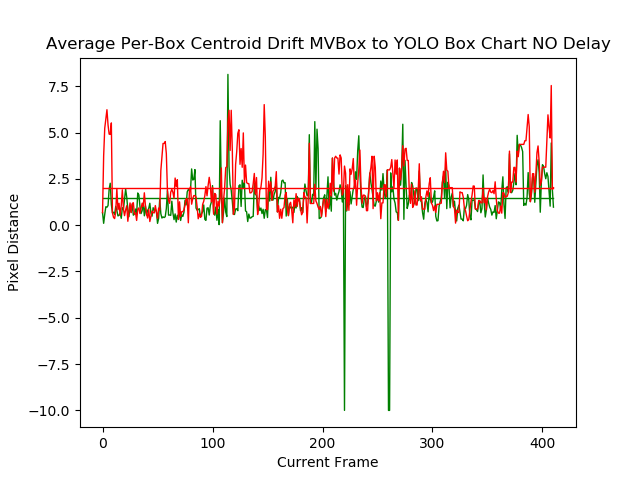 Average Per-Box Centroid Drift MVBox to YOLO Box Chart NO Delay
7.5
5.0
2.5
0.0
−2.5
−5.0
−7.5
−10.0
Pixel Distance
0 100 200 300 400
Current Frame